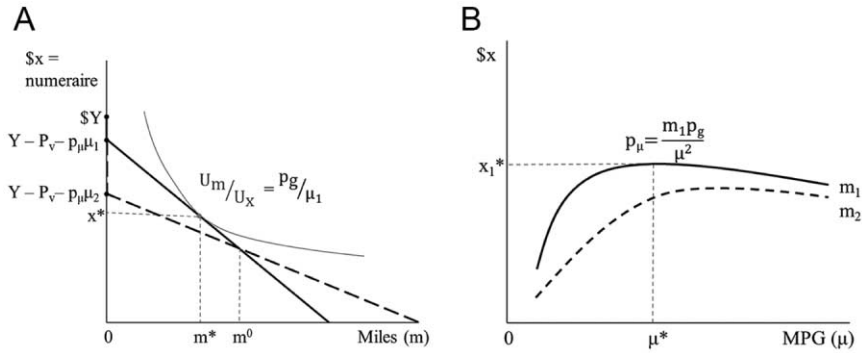 A
$x =
numeraire
$Y
Y – Pᵥ– pμμ₁
Y – Pᵥ– pμμ₂
x*
Uₘ/Uₓ = pg/μ₁
0
m*
m⁰
Miles (m)
B
$x
pμ= m₁pg/μ²
x₁*
m₁
m₂
0
μ*
MPG (μ)